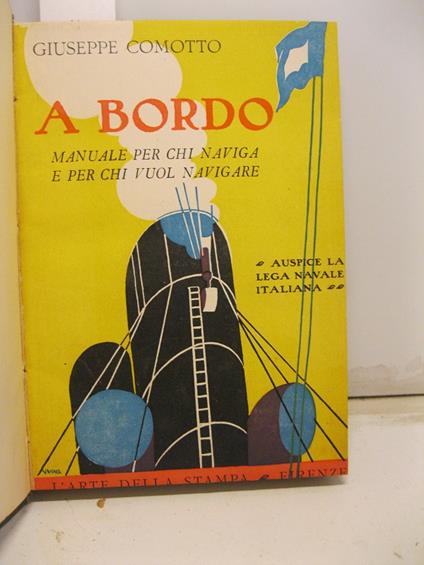 GIUSEPPE COMOTTO
A BORDO
MANUALE PER CHI NAVIGA
E PER CHI VUOL NAVIGARE
AUSPICE LA
LEGA NAVALE
ITALIANA
L'ARTE DELLA STAMPA FIRENZE